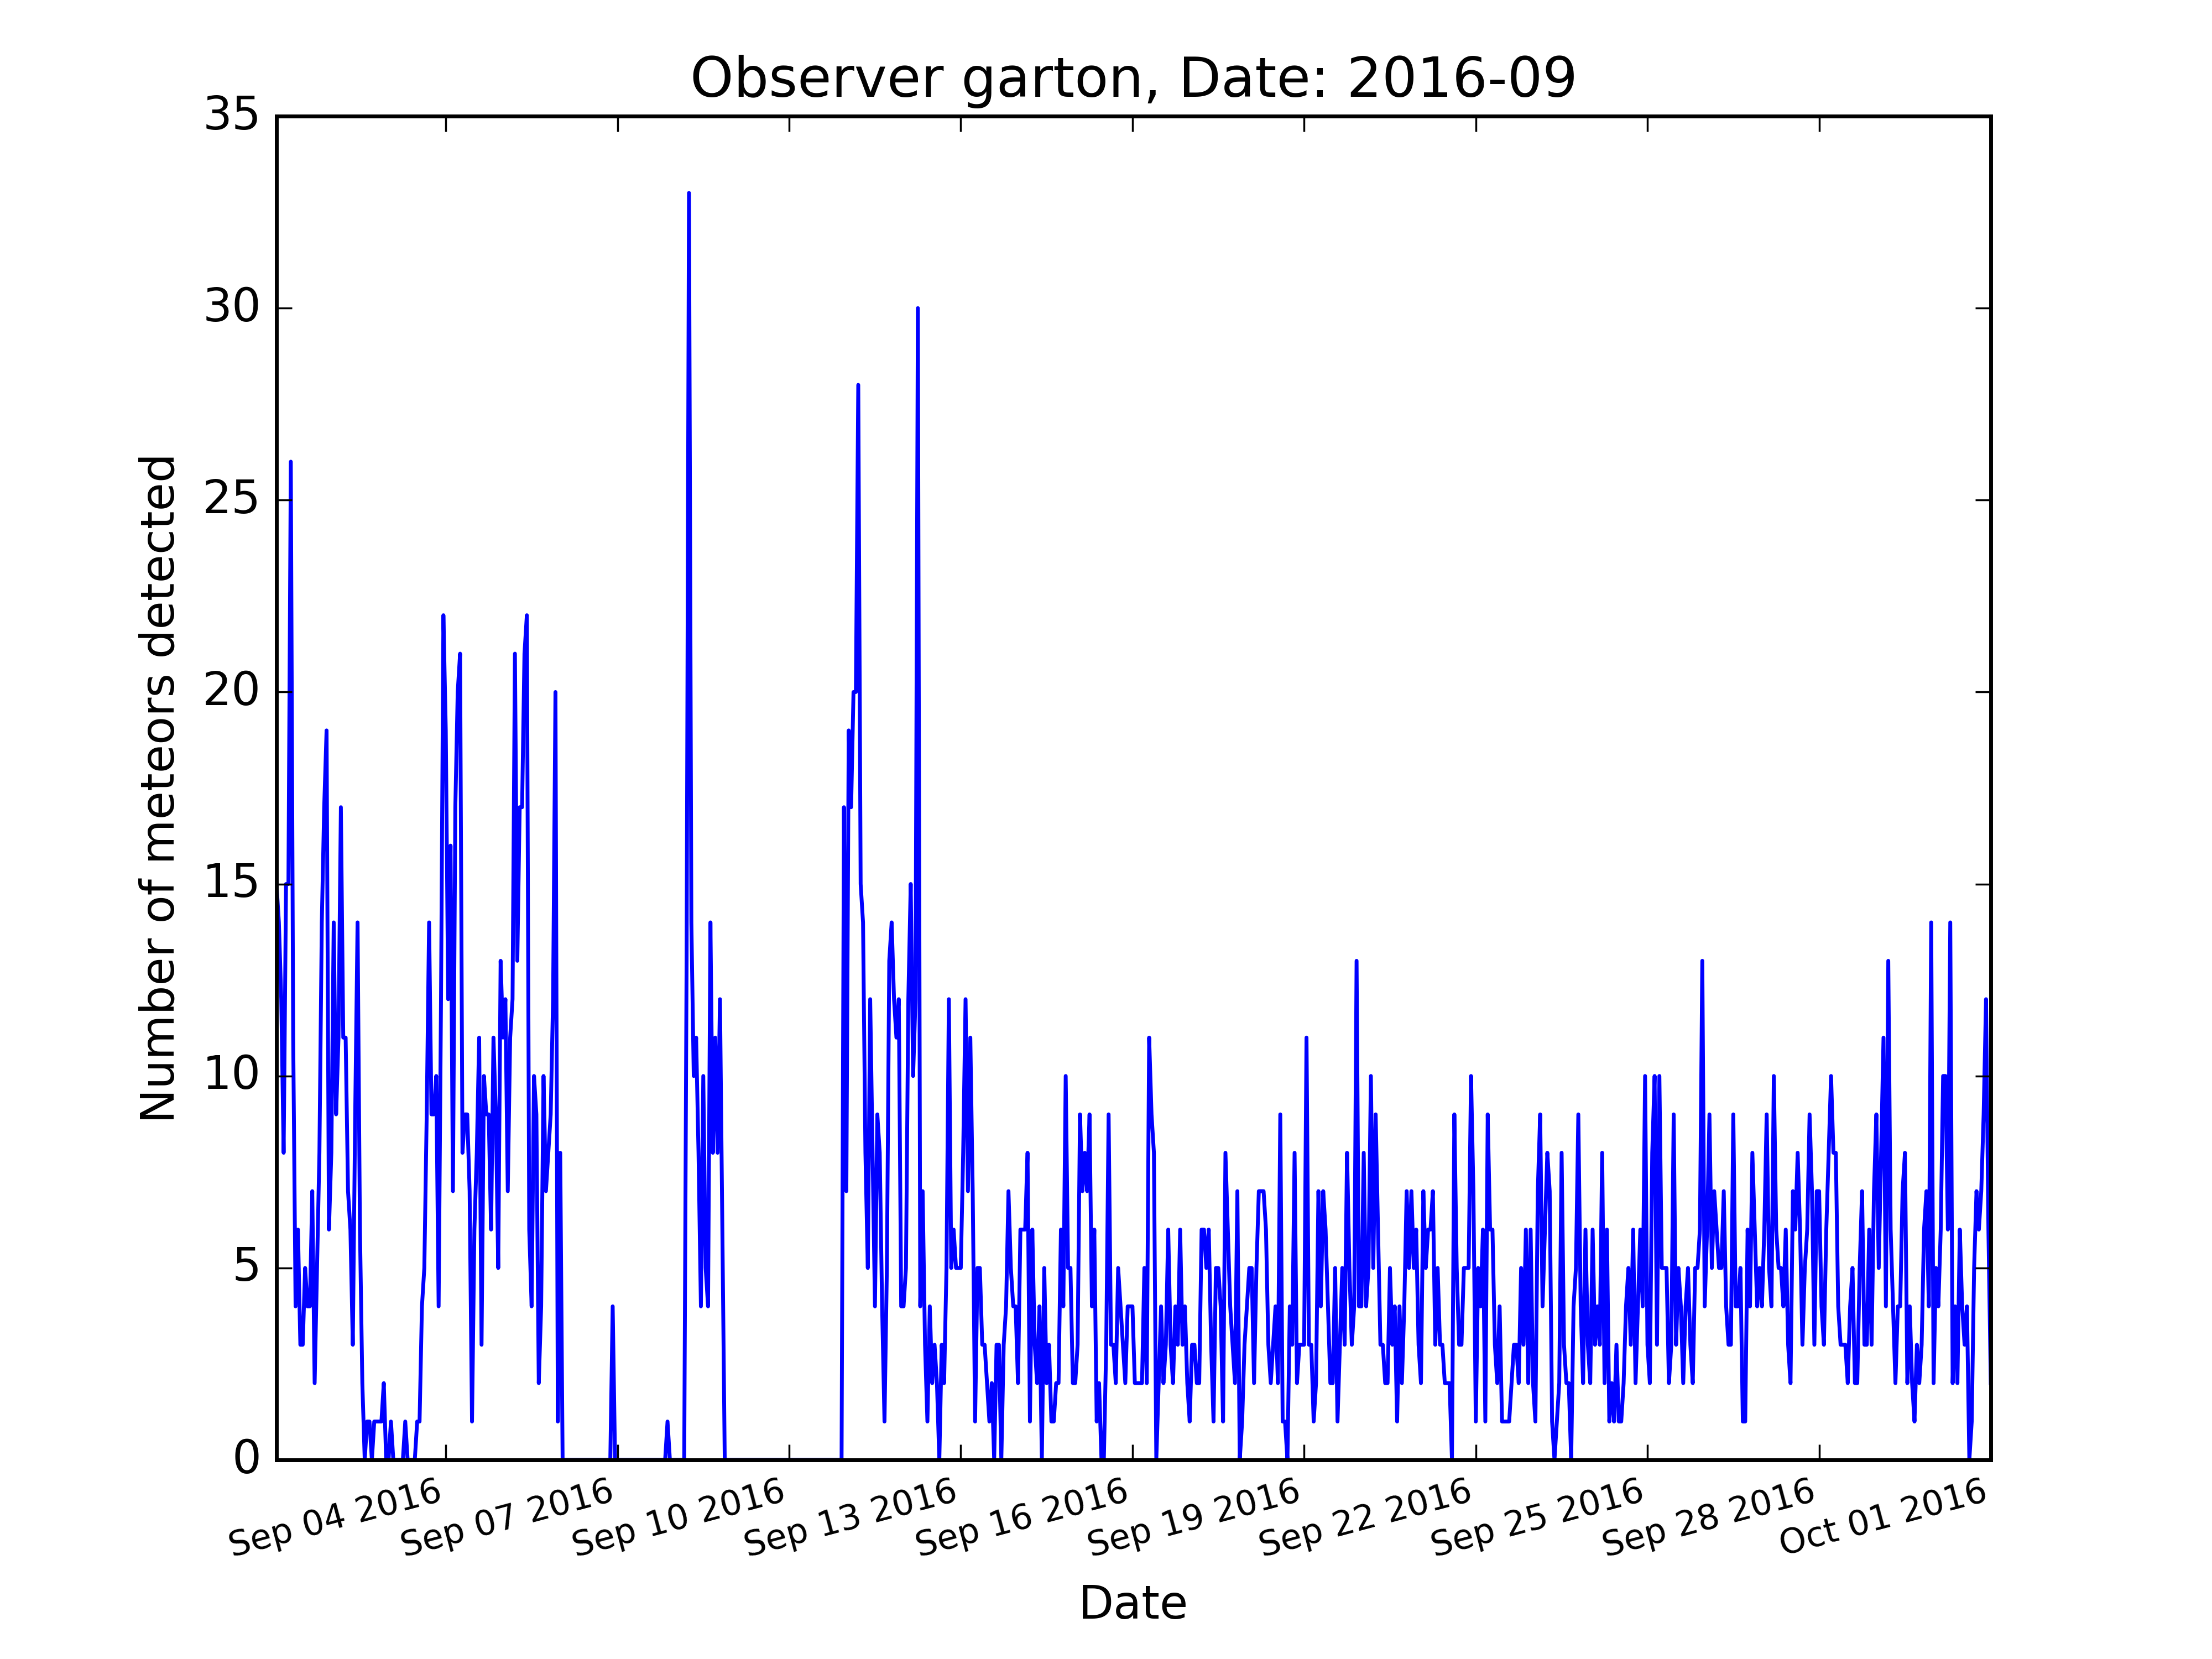 Observer garton, Date: 2016-09
35
30
25
20
15
10
5
0
Number of meteors detected
Sep 04 2016
Sep 07 2016
Sep 10 2016
Sep 13 2016
Sep 16 2016
Sep 19 2016
Sep 22 2016
Sep 25 2016
Sep 28 2016
Oct 01 2016
Date